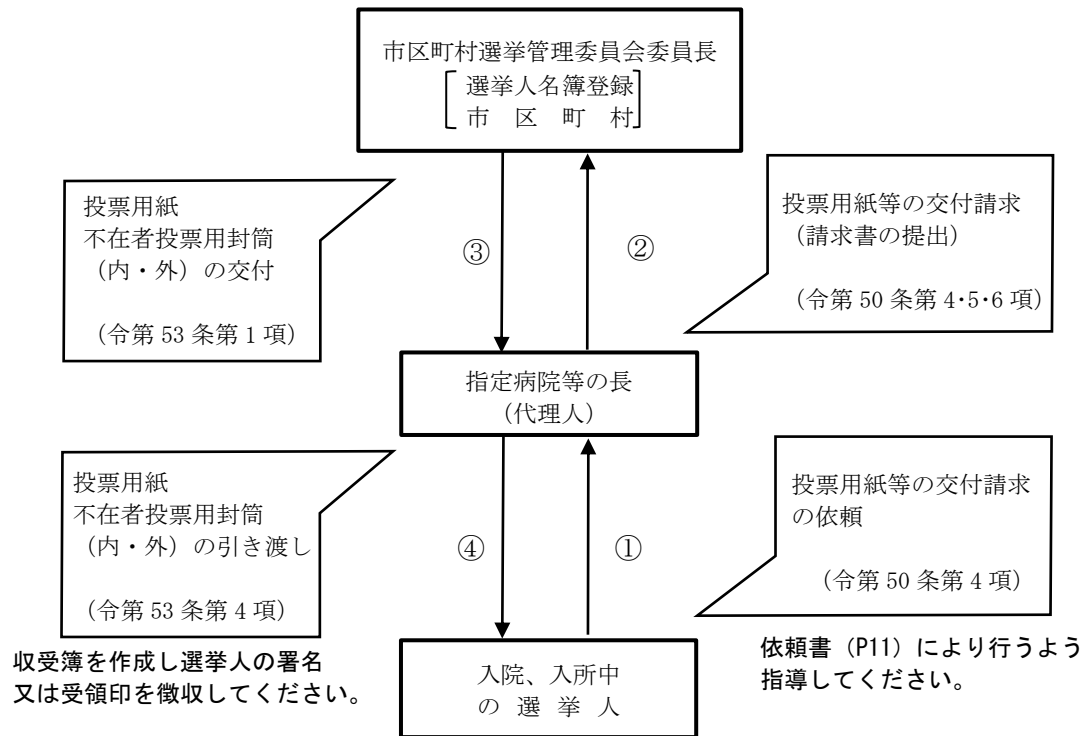 市区町村選挙管理委員会委員長
選挙人名簿登録
市 区 町 村
投票用紙
不在者投票用封筒
（内・外）の交付
（令第 53 条第 1 項）
③
②
投票用紙等の交付請求
（請求書の提出）
（令第 50 条第 4・5・6 項）
指定病院等の長
（代理人）
投票用紙
不在者投票用封筒
（内・外）の引き渡し
（令第 53 条第 4 項）
④
①
投票用紙等の交付請求
の依頼
（令第 50 条第 4 項）
収受簿を作成し選挙人の署名
又は受領印を徴収してください。
入院、入所中
の 選 挙 人
依頼書（P11）により行うよう
指導してください。